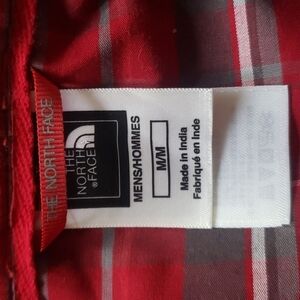 THE NORTH FACE
THE
NORTH
FACE®
MENS/HOMMES
M/M
Made in India
Fabriqué en Inde